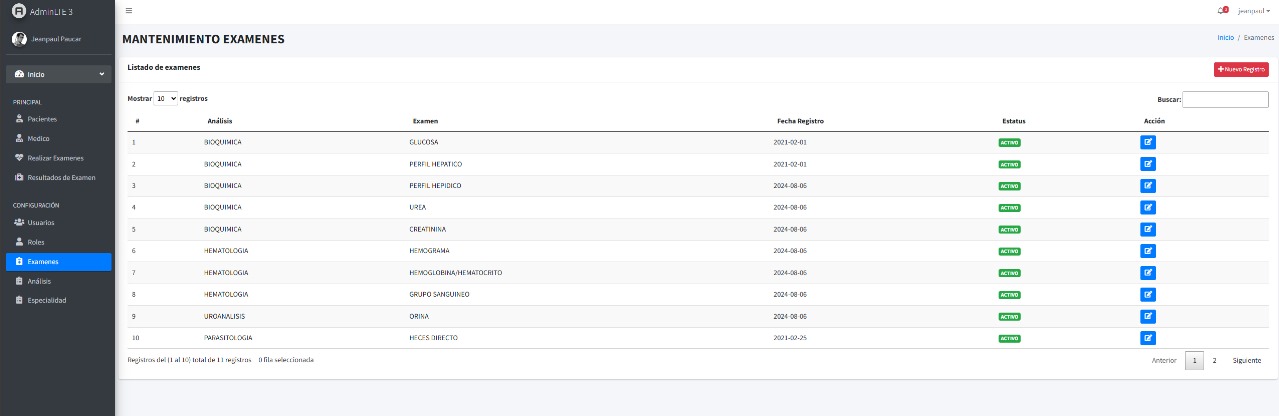 AdminLTE 3
jeanpaul
Jeanpaul Paucar
MANTENIMIENTO EXAMENES
Inicio / Examenes
Inicio
Listado de examenes
Nuevo Registro
PRINCIPAL
Pacientes
Medico
Realizar Examenes
Resultados de Examen
CONFIGURACIÓN
Usuarios
Roles
Examenes
Análisis
Especialidad
Mostrar 10 registros
Buscar:
# Análisis Examen Fecha Registro Estatus Acción
1 BIOQUIMICA GLUCOSA 2021-02-01 ACTIVO
2 BIOQUIMICA PERFIL HEPATICO 2021-02-01 ACTIVO
3 BIOQUIMICA PERFIL HEPIDICO 2024-08-06 ACTIVO
4 BIOQUIMICA UREA 2024-08-06 ACTIVO
5 BIOQUIMICA CREATININA 2024-08-06 ACTIVO
6 HEMATOLOGIA HEMOGRAMA 2024-08-06 ACTIVO
7 HEMATOLOGIA HEMOGLOBINA/HEMATOCRITO 2024-08-06 ACTIVO
8 HEMATOLOGIA GRUPO SANGUINEO 2024-08-06 ACTIVO
9 UROANALISIS ORINA 2024-08-06 ACTIVO
10 PARASITOLOGIA HECES DIRECTO 2021-02-25 ACTIVO
Registros del (1 al 10) total de 11 registros 0 fila seleccionada
Anterior 1 2 Siguiente